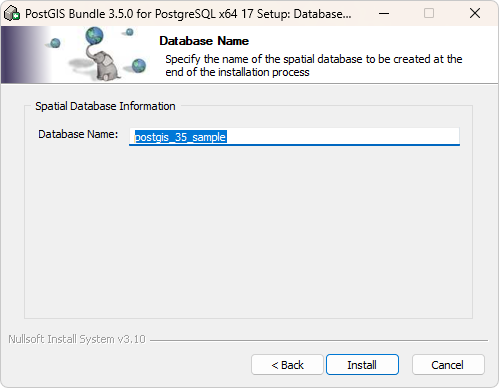 PostGIS Bundle 3.5.0 for PostgreSQL x64 17 Setup: Database...
Database Name
Specify the name of the spatial database to be created at the
end of the installation process
Spatial Database Information
Database Name:
postgis_35_sample
Nullsoft Install System v3.10
< Back
Install
Cancel